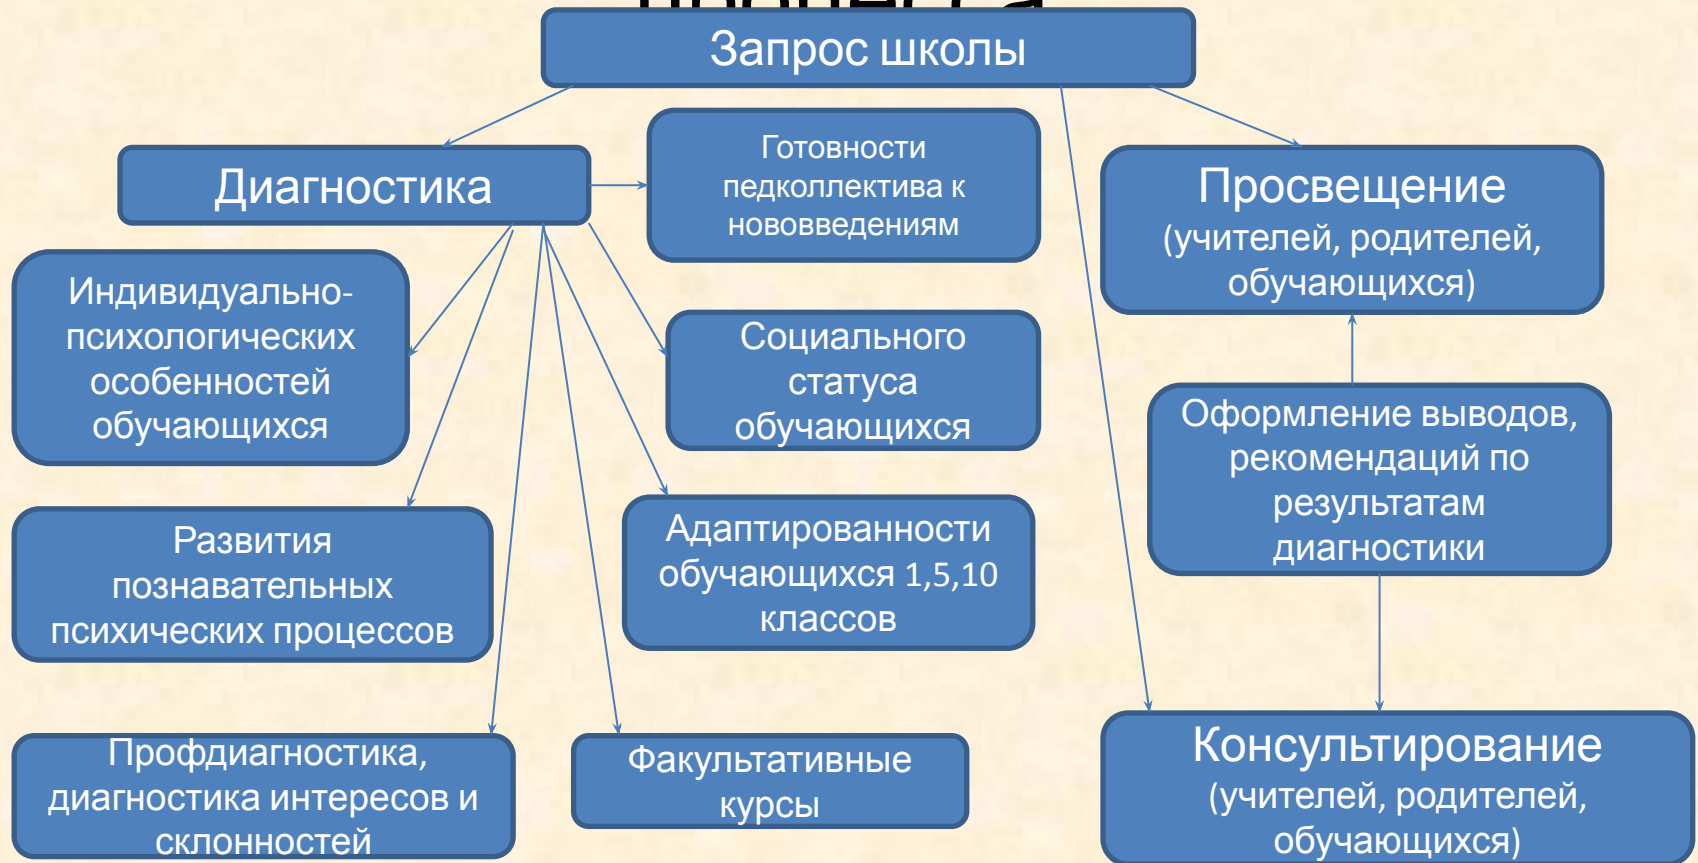 процесса
Запрос школы
Диагностика
Готовности
педколлектива к
нововведениям
Просвещение
(учителей, родителей,
обучающихся)
Индивидуально-
психологических
особенностей
обучающихся
Социального
статуса
обучающихся
Оформление выводов,
рекомендаций по
результатам
диагностики
Развития
познавательных
психических процессов
Адаптированности
обучающихся 1,5,10
классов
Профдиагностика,
диагностика интересов и
склонностей
Факультативные
курсы
Консультирование
(учителей, родителей,
обучающихся)